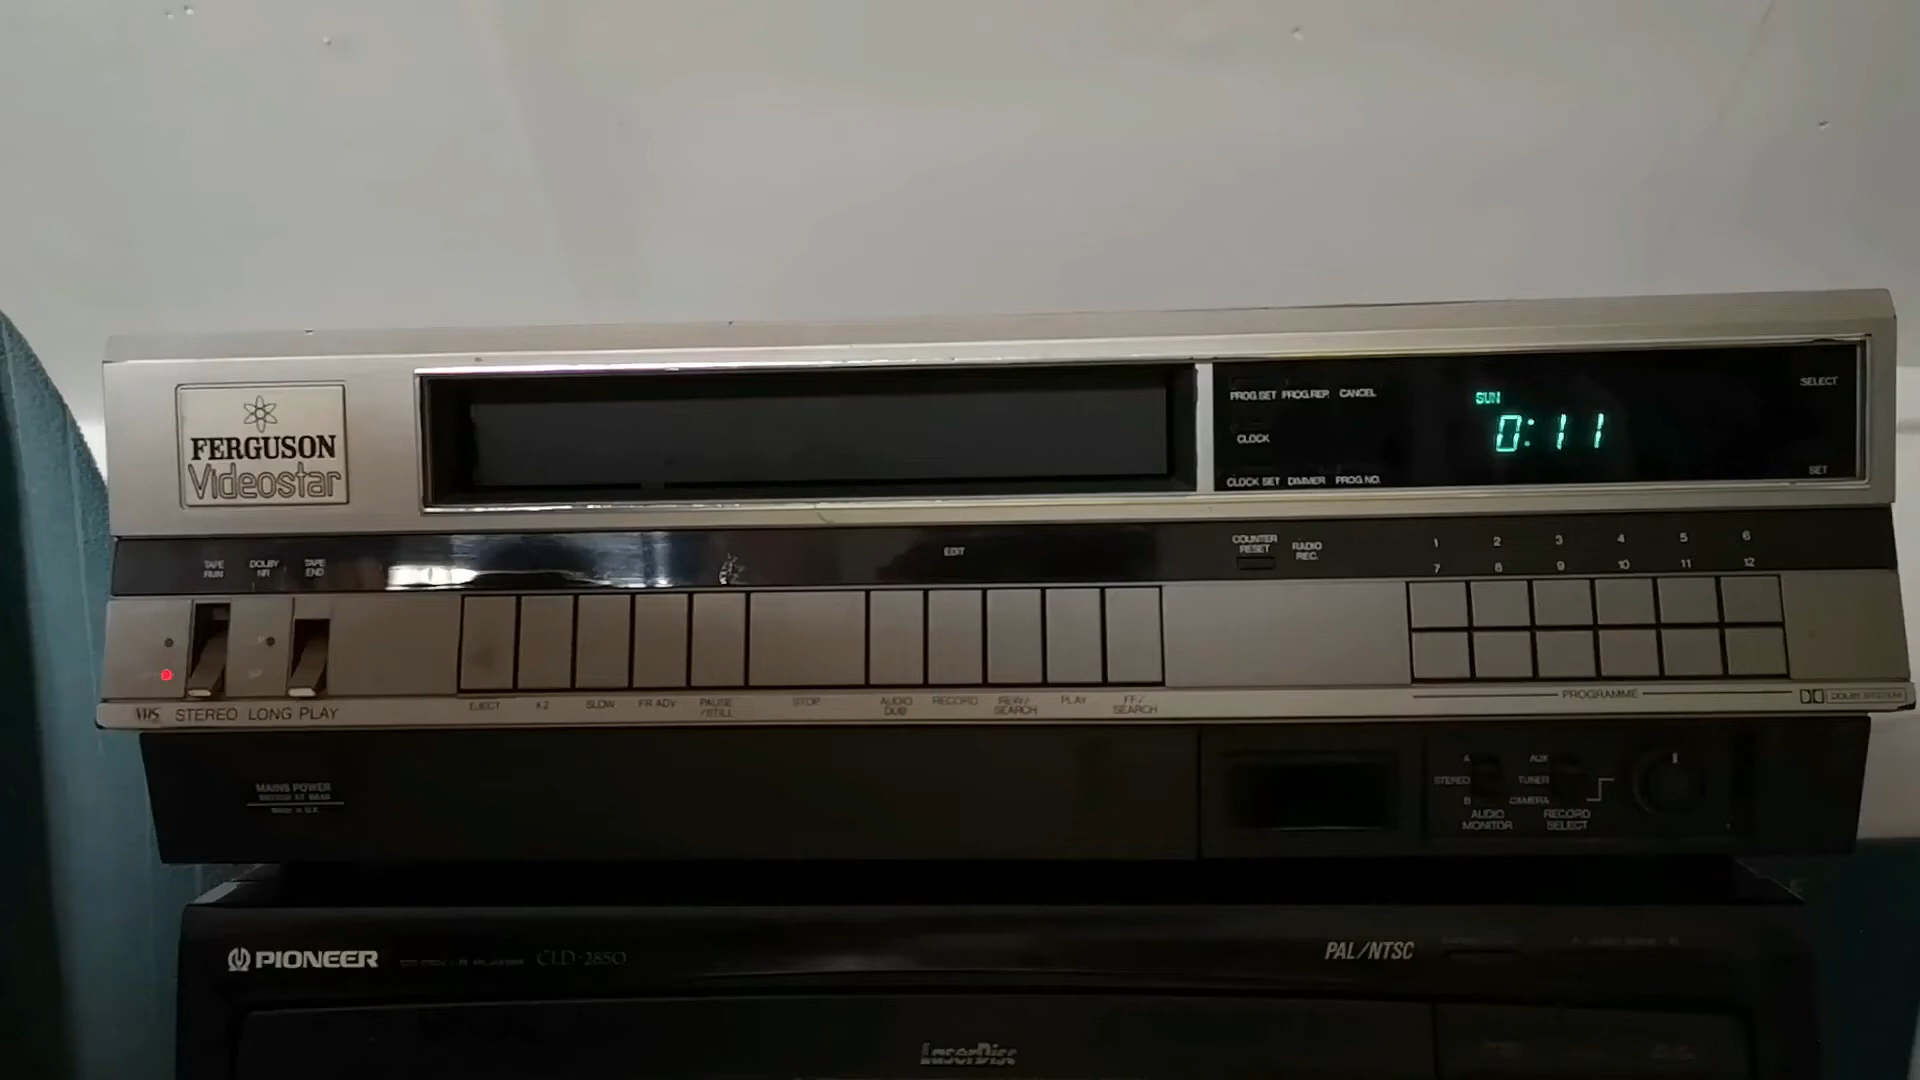 FERGUSON
Videostar
PROG.SET PROG.REP. CANCEL
CLOCK
CLOCK SET DIMMER PROG NO.
SUN
0:11
SELECT
SET
TAPE RUN
DOLBY NR
TAPE END
EDIT
COUNTER RESET
RADIO REC.
1 2 3 4 5 6
7 8 9 10 11 12
VHS STEREO LONG PLAY
EJECT
x2
SLOW
FR ADV
PAUSE /STILL
STOP
AUDIO DUB
RECORD
REW/ SEARCH
PLAY
FF/ SEARCH
PROGRAMME
DOLBY SYSTEM
MAINS POWER
A
STEREO
B
AUDIO MONITOR
AUX
TUNER
CAMERA
RECORD SELECT
PIONEER
CLD-2850
PAL/NTSC
LaserDisc